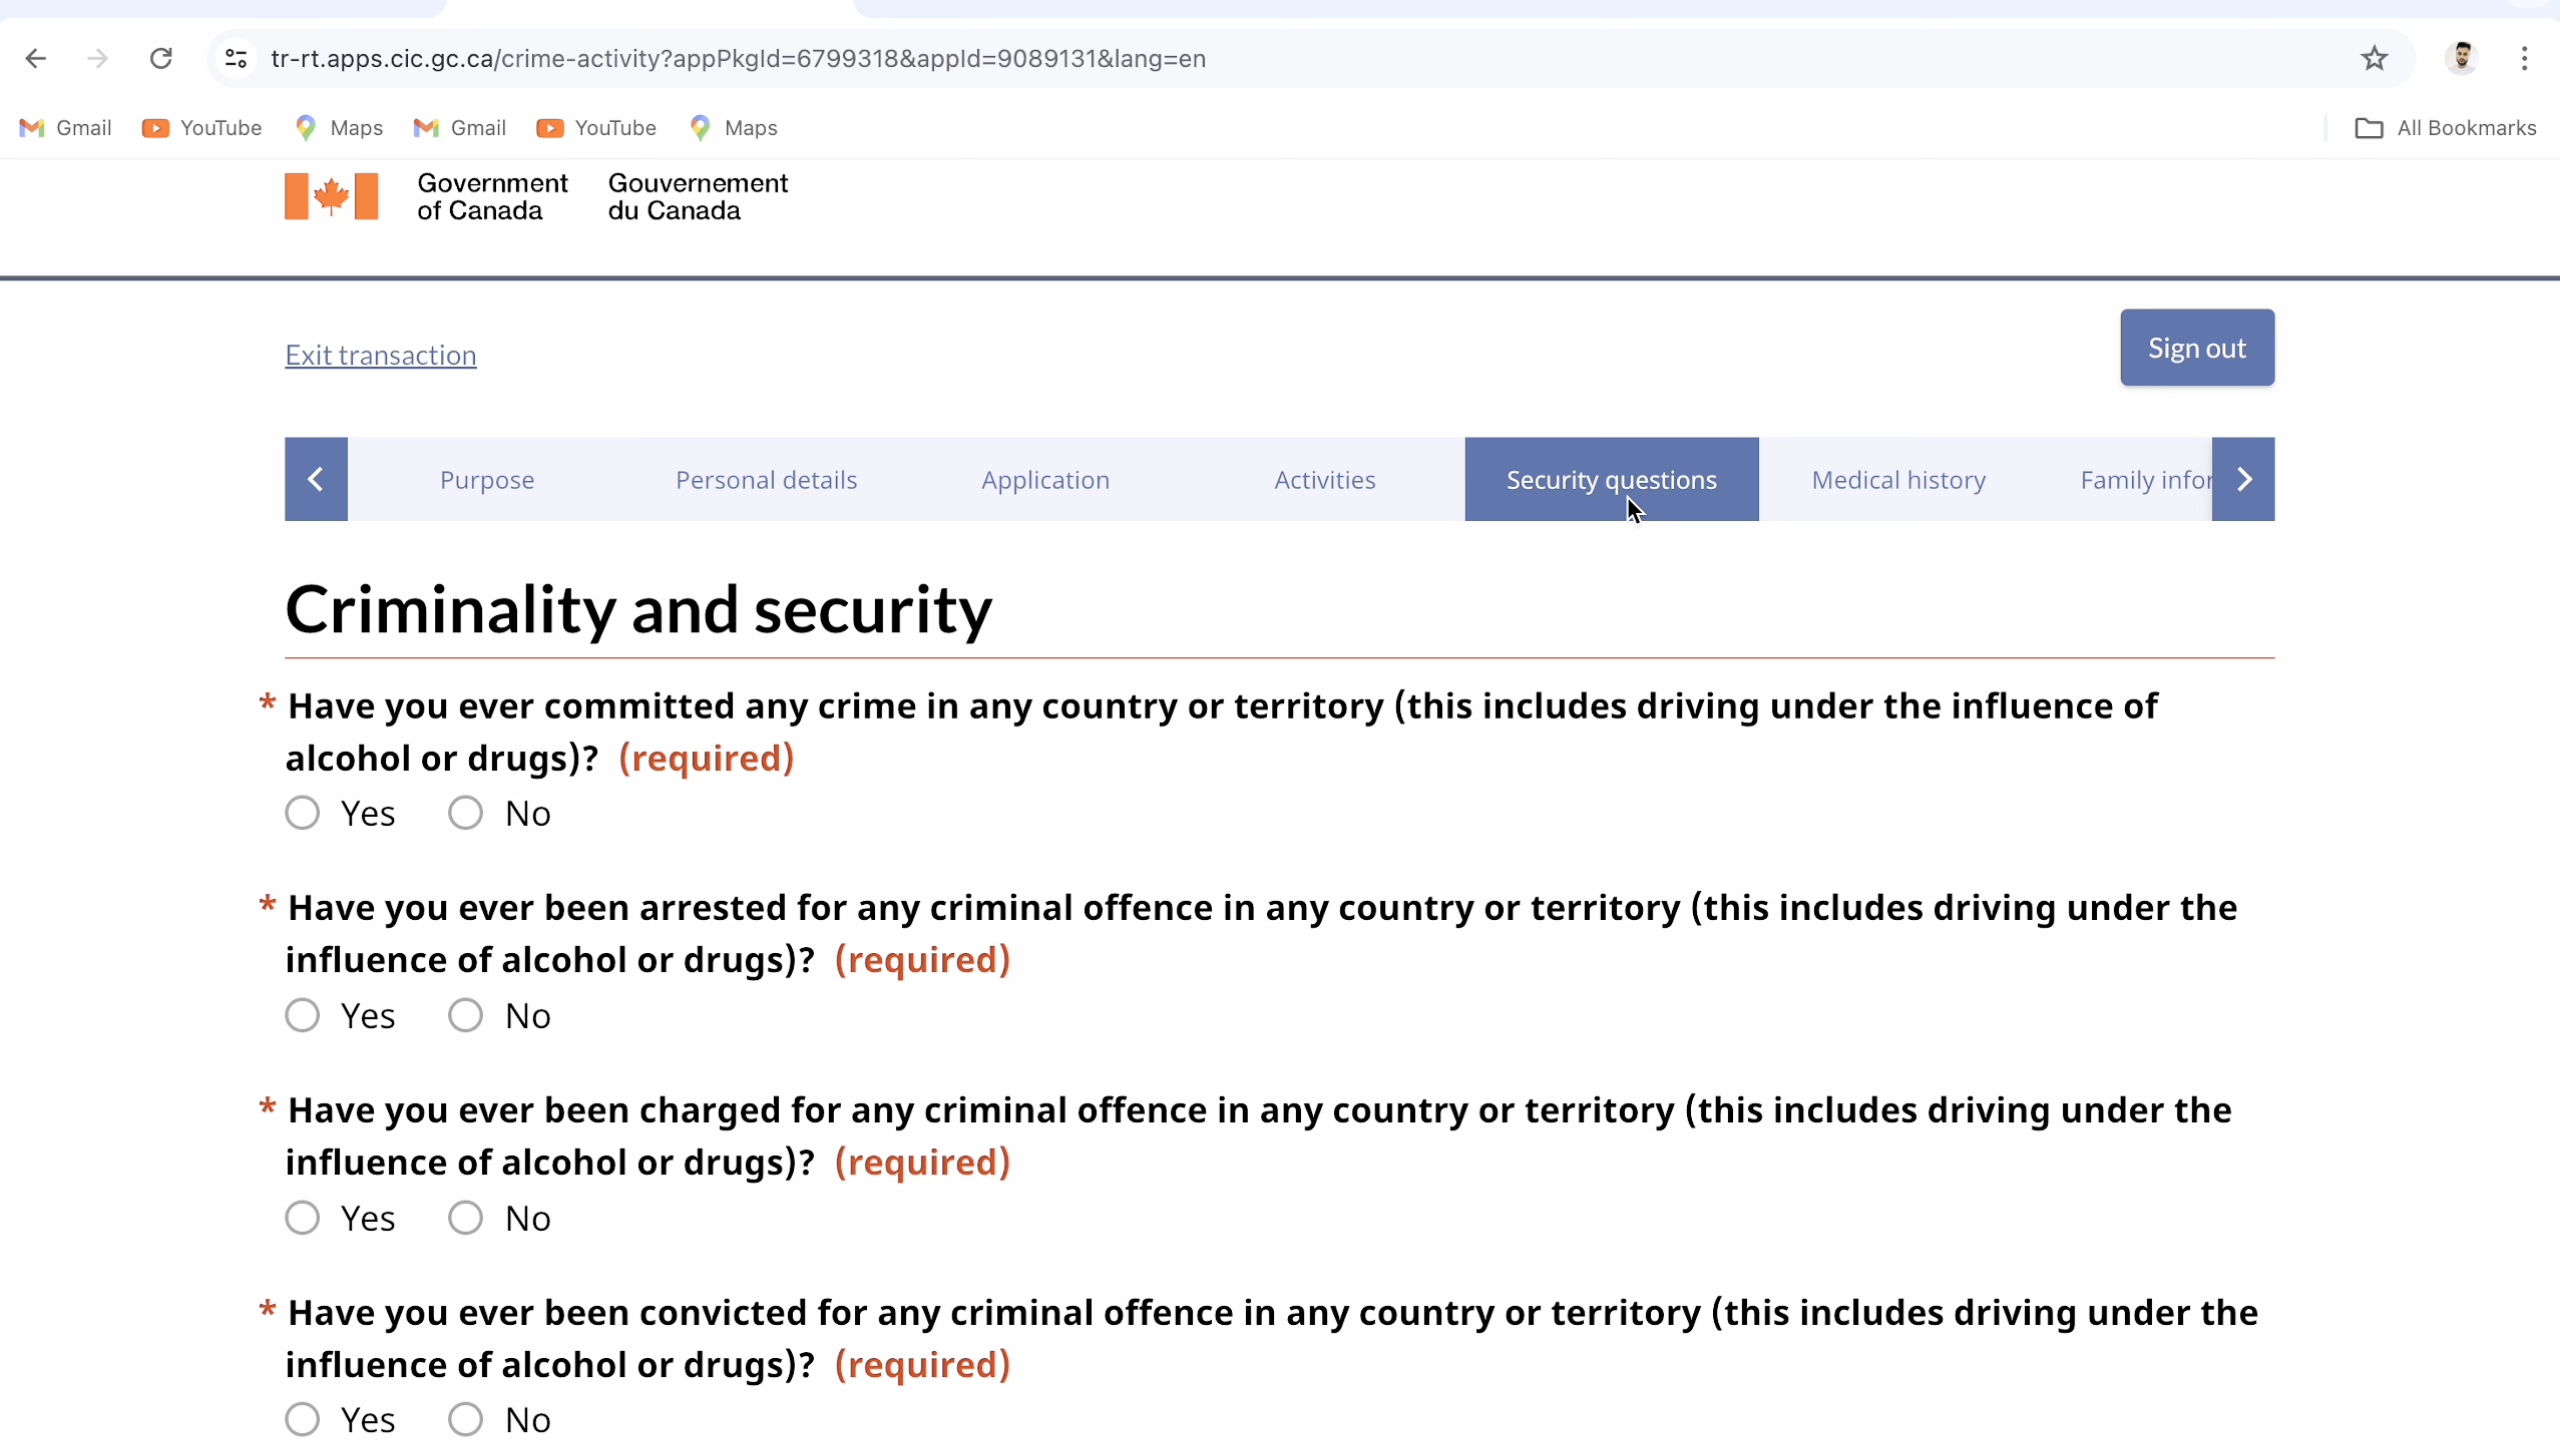 tr-rt.apps.cic.gc.ca/crime-activity?appPkgId=6799318&appId=9089131&lang=en
Gmail YouTube Maps Gmail YouTube Maps All Bookmarks
Government of Canada
Gouvernement du Canada
Exit transaction
Sign out
Purpose Personal details Application Activities Security questions Medical history Family infor
Criminality and security
* Have you ever committed any crime in any country or territory (this includes driving under the influence of
alcohol or drugs)? (required)
Yes No
* Have you ever been arrested for any criminal offence in any country or territory (this includes driving under the
influence of alcohol or drugs)? (required)
Yes No
* Have you ever been charged for any criminal offence in any country or territory (this includes driving under the
influence of alcohol or drugs)? (required)
Yes No
* Have you ever been convicted for any criminal offence in any country or territory (this includes driving under the
influence of alcohol or drugs)? (required)
Yes No